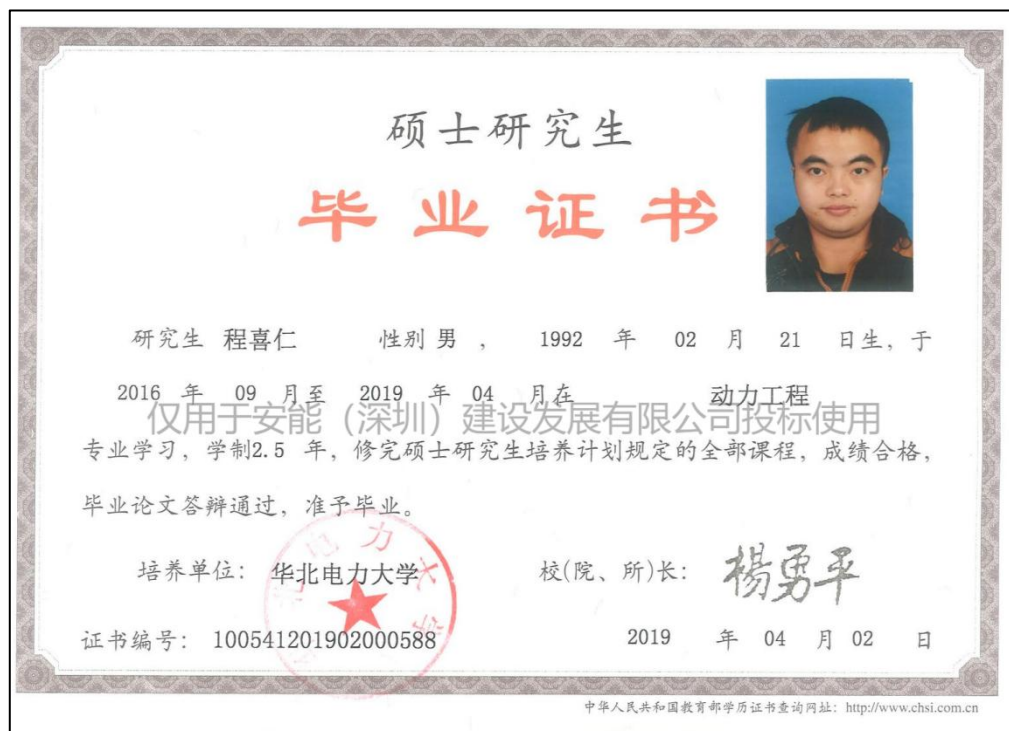 硕士研究生
毕业证书
研究生 程喜仁 性别 男 ， 1992 年 02 月 21 日生，于
2016 年 09 月至 2019 年 04 月在 动力工程
仅用于安能（深圳）建设发展有限公司投标使用
专业学习，学制2.5 年，修完硕士研究生培养计划规定的全部课程，成绩合格，
毕业论文答辩通过，准予毕业。
培养单位：华北电力大学 校(院、所)长：楊勇平
证书编号：100541201902000588 2019 年 04 月 02 日
中华人民共和国教育部学历证书查询网址：http://www.chsi.com.cn